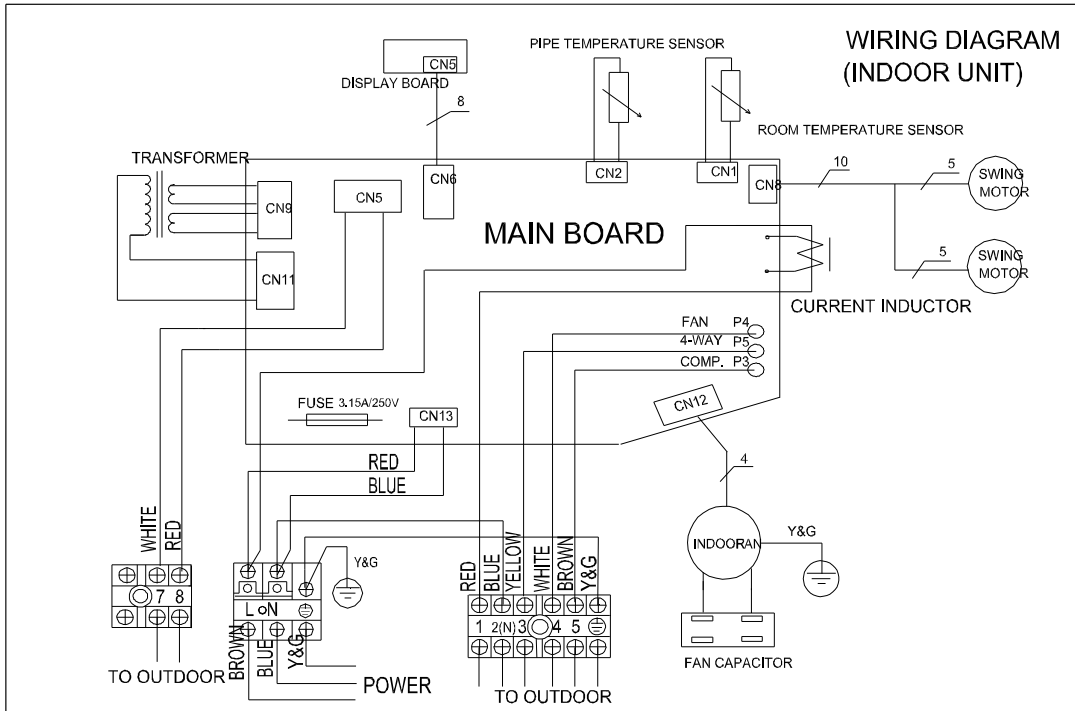 WIRING DIAGRAM
(INDOOR UNIT)
PIPE TEMPERATURE SENSOR
CN5
DISPLAY BOARD
8
ROOM TEMPERATURE SENSOR
TRANSFORMER
CN6
CN2
CN1
CN8
10
5
SWING
MOTOR
CN9
CN5
MAIN BOARD
5
SWING
MOTOR
CN11
CURRENT INDUCTOR
FAN P4
4-WAY P5
COMP. P3
FUSE 3.15A/250V
CN13
CN12
RED
BLUE
4
WHITE
RED
Y&G
RED
BLUE
YELLOW
WHITE
BROWN
Y&G
INDOORAN
Y&G
7 8
L N
1 2(N) 3 4 5
BROWN
BLUE
Y&G
FAN CAPACITOR
TO OUTDOOR
POWER
TO OUTDOOR